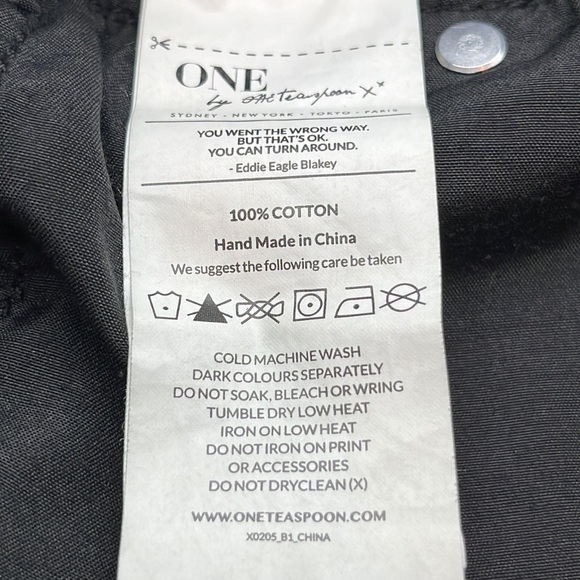 ONE
by one teaspoon x x
SYDNEY - NEW YORK - TOKYO - PARIS
YOU WENT THE WRONG WAY.
BUT THAT'S OK.
YOU CAN TURN AROUND.
- Eddie Eagle Blakey
100% COTTON
Hand Made in China
We suggest the following care be taken
COLD MACHINE WASH
DARK COLOURS SEPARATELY
DO NOT SOAK, BLEACH OR WRING
TUMBLE DRY LOW HEAT
IRON ON LOW HEAT
DO NOT IRON ON PRINT
OR ACCESSORIES
DO NOT DRYCLEAN (X)
WWW.ONETEASPOON.COM
X0205_B1_CHINA